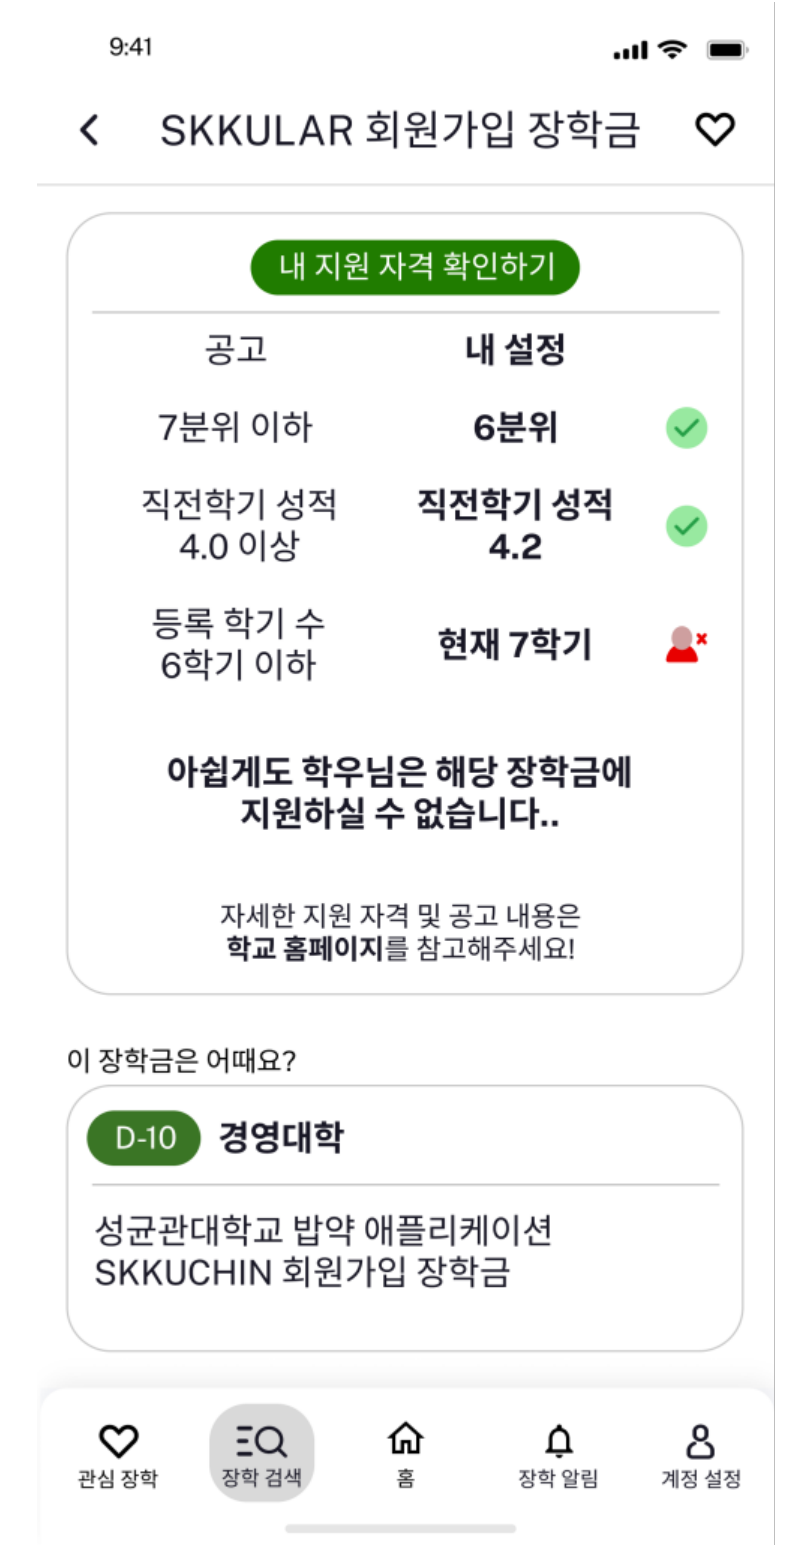 9:41
SKKULAR 회원가입 장학금
내 지원 자격 확인하기
공고 내 설정
7분위 이하 6분위
직전학기 성적 직전학기 성적
4.0 이상 4.2
등록 학기 수
6학기 이하 현재 7학기
아쉽게도 학우님은 해당 장학금에
지원하실 수 없습니다..
자세한 지원 자격 및 공고 내용은
학교 홈페이지를 참고해주세요!
이 장학금은 어때요?
D-10 경영대학
성균관대학교 밥약 애플리케이션
SKKUCHIN 회원가입 장학금
관심 장학 장학 검색 홈 장학 알림 계정 설정